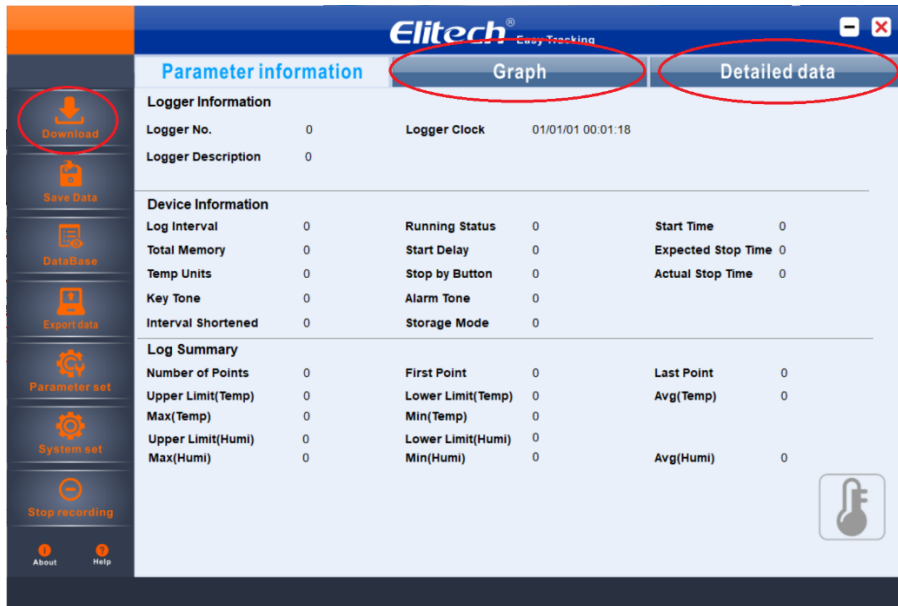 Elitech® Easy Tracking
Parameter information Graph Detailed data
Download
Save Data
DataBase
Export data
Parameter set
System set
Stop recording
About Help
Logger Information
Logger No. 0 Logger Clock 01/01/01 00:01:18
Logger Description 0
Device Information
Log Interval 0 Running Status 0 Start Time 0
Total Memory 0 Start Delay 0 Expected Stop Time 0
Temp Units 0 Stop by Button 0 Actual Stop Time 0
Key Tone 0 Alarm Tone 0
Interval Shortened 0 Storage Mode 0
Log Summary
Number of Points 0 First Point 0 Last Point 0
Upper Limit(Temp) 0 Lower Limit(Temp) 0 Avg(Temp) 0
Max(Temp) 0 Min(Temp) 0
Upper Limit(Humi) 0 Lower Limit(Humi) 0
Max(Humi) 0 Min(Humi) 0 Avg(Humi) 0